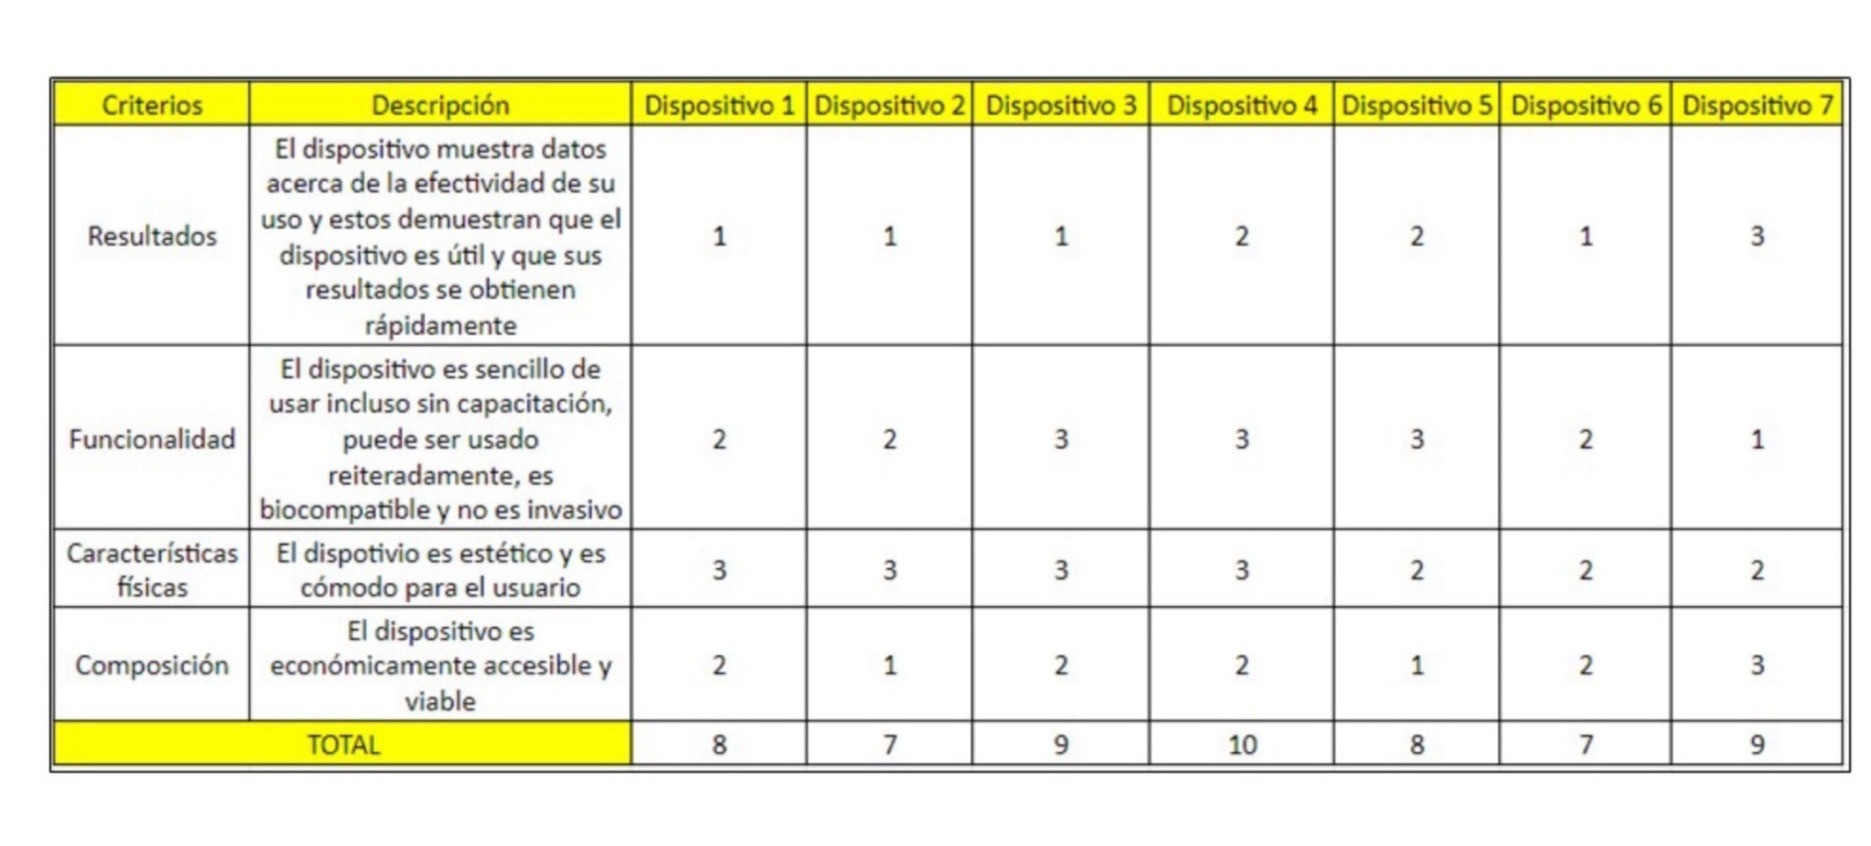 Criterios Descripción Dispositivo 1 Dispositivo 2 Dispositivo 3 Dispositivo 4 Dispositivo 5 Dispositivo 6 Dispositivo 7
El dispositivo muestra datos
acerca de la efectividad de su
uso y estos demuestran que el
Resultados dispositivo es útil y que sus 1 1 1 2 2 1 3
resultados se obtienen
rápidamente
El dispositivo es sencillo de
usar incluso sin capacitación,
Funcionalidad puede ser usado 2 2 3 3 3 2 1
reiteradamente, es
biocompatible y no es invasivo
Característísticas El dispotivio es estético y es 3 3 3 3 2 2 2
físicas cómodo para el usuario
El dispositivo es
Composición económicamente accesible y 2 1 2 2 1 2 3
viable
TOTAL 8 7 9 10 8 7 9